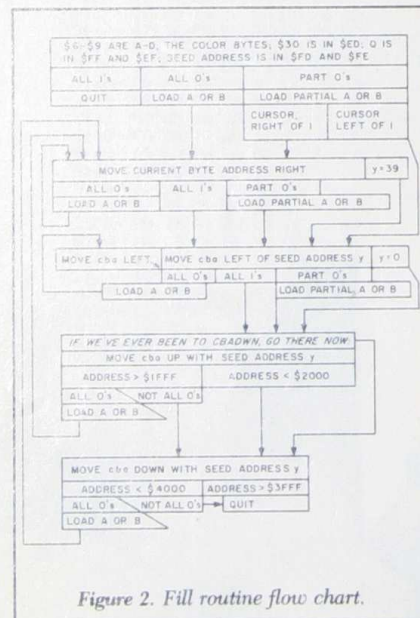 $6-$9 ARE A-D, THE COLOR BYTES; $30 IS IN $ED; Q IS
IN $FF AND $EF; SEED ADDRESS IS IN $FD AND $FE
ALL 1's ALL 0's PART 0's
QUIT LOAD A OR B LOAD PARTIAL A OR B
CURSOR, CURSOR
RIGHT OF 1 LEFT OF 1
MOVE CURRENT BYTE ADDRESS RIGHT y=39
ALL 0's ALL 1's PART 0's
LOAD A OR B LOAD PARTIAL A OR B
MOVE cba LEFT MOVE cba LEFT OF SEED ADDRESS y y=0
ALL 0's ALL 1's PART 0's
LOAD A OR B LOAD PARTIAL A OR B
IF WE'VE EVER BEEN TO CBADWN, GO THERE NOW
MOVE cba UP WITH SEED ADDRESS y
ADDRESS > $1FFF ADDRESS < $2000
ALL 0's NOT ALL 0's
LOAD A OR B
MOVE cba DOWN WITH SEED ADDRESS y
ADDRESS < $4000 ADDRESS > $3FFF
ALL 0's NOT ALL 0's QUIT
LOAD A OR B
Figure 2. Fill routine flow chart.